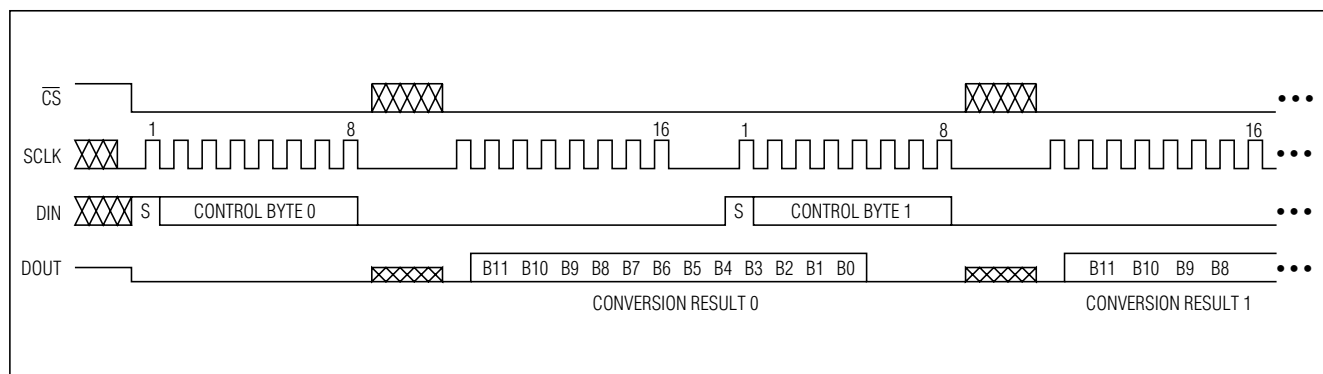 CS
1 8 16 1 8 16
SCLK
DIN S CONTROL BYTE 0 S CONTROL BYTE 1
DOUT
B11 B10 B9 B8 B7 B6 B5 B4 B3 B2 B1 B0 B11 B10 B9 B8
CONVERSION RESULT 0 CONVERSION RESULT 1